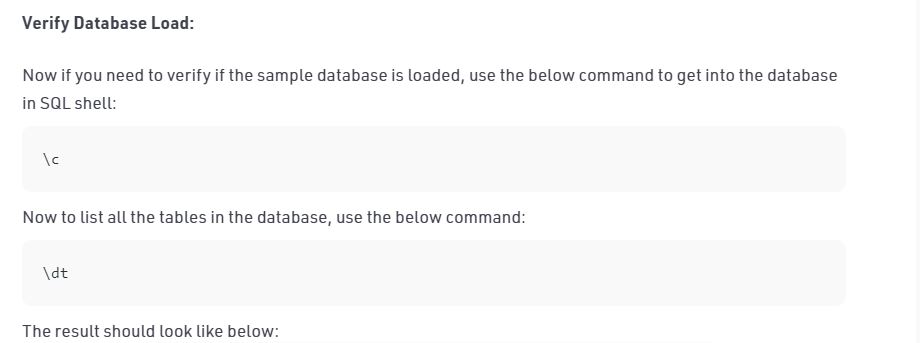 Verify Database Load:
Now if you need to verify if the sample database is loaded, use the below command to get into the database
in SQL shell:
\c
Now to list all the tables in the database, use the below command:
\dt
The result should look like below: